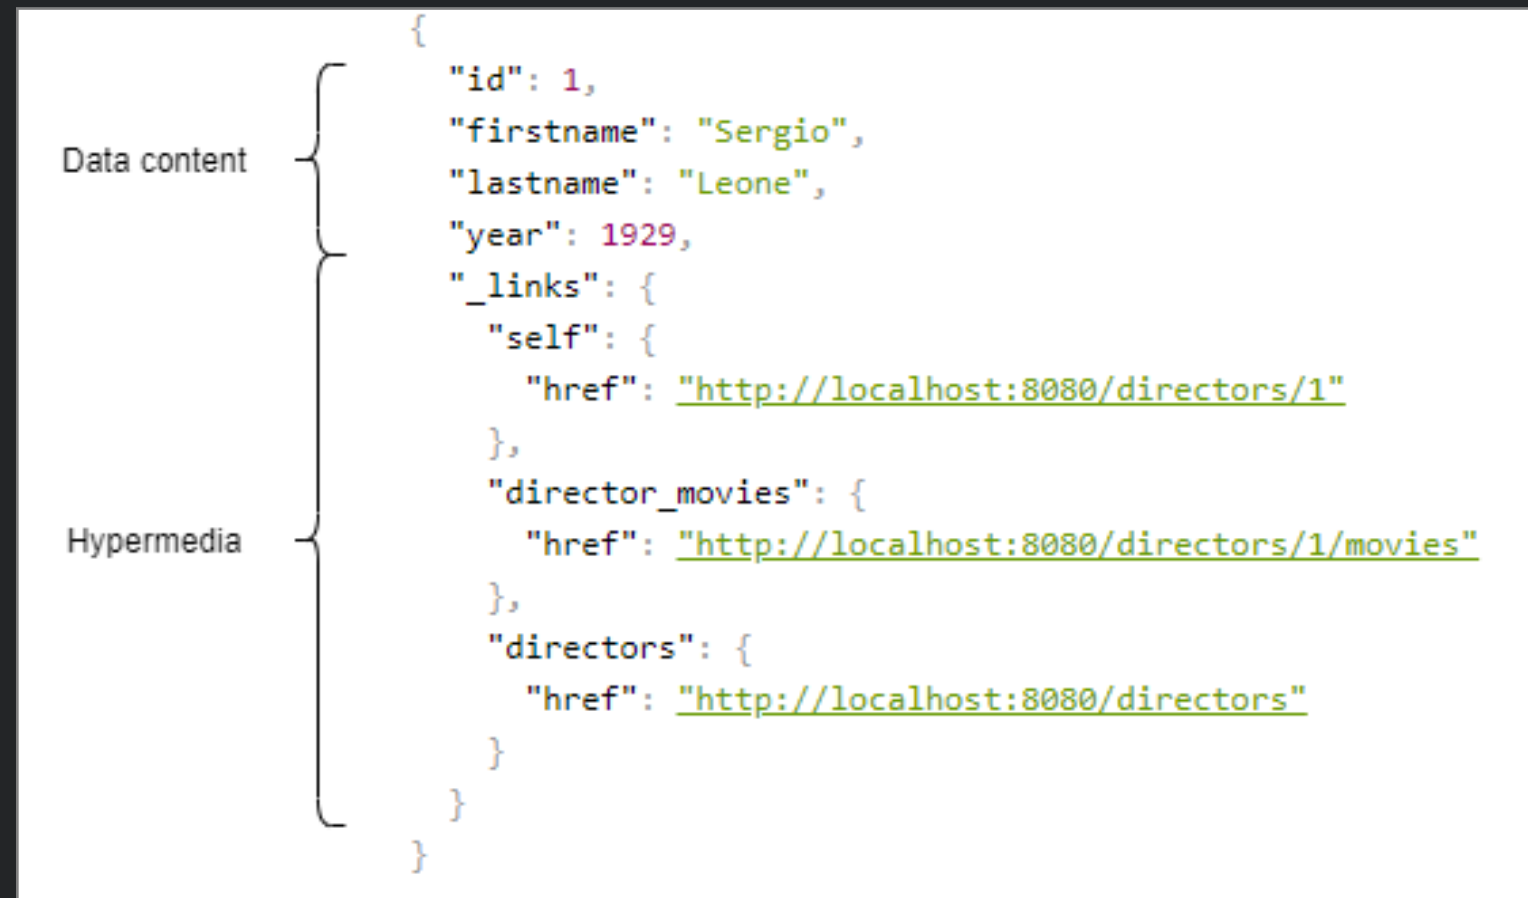 {
"id": 1,
"firstname": "Sergio",
Data content
"lastname": "Leone",
"year": 1929,
"_links": {
"self": {
"href": "http://localhost:8080/directors/1"
},
"director_movies": {
Hypermedia
"href": "http://localhost:8080/directors/1/movies"
},
"directors": {
"href": "http://localhost:8080/directors"
}
}
}